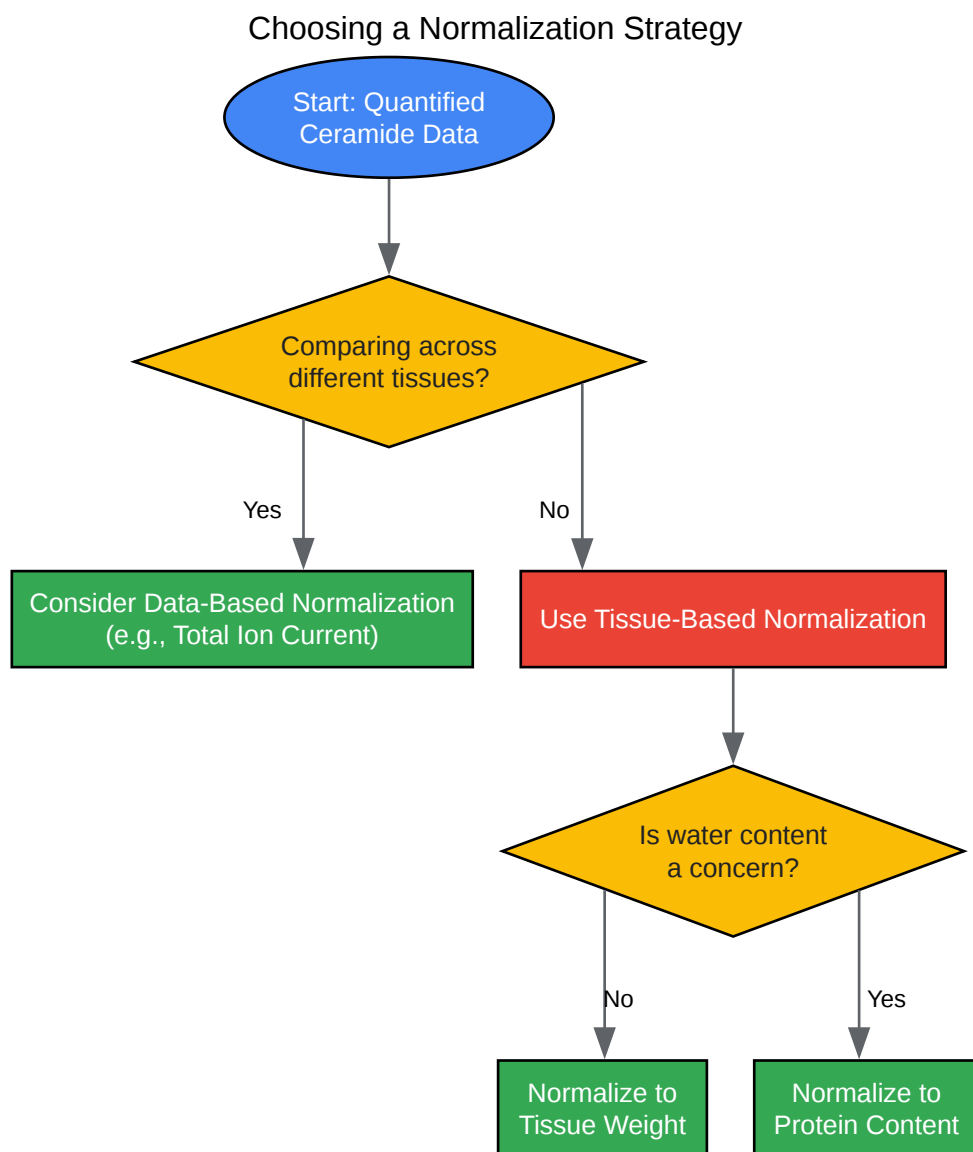 Choosing a Normalization Strategy
Start: Quantified
Ceramide Data
Comparing across
different tissues?
Yes
No
Consider Data-Based Normalization
(e.g., Total Ion Current)
Use Tissue-Based Normalization
Is water content
a concern?
No
Yes
Normalize to
Tissue Weight
Normalize to
Protein Content